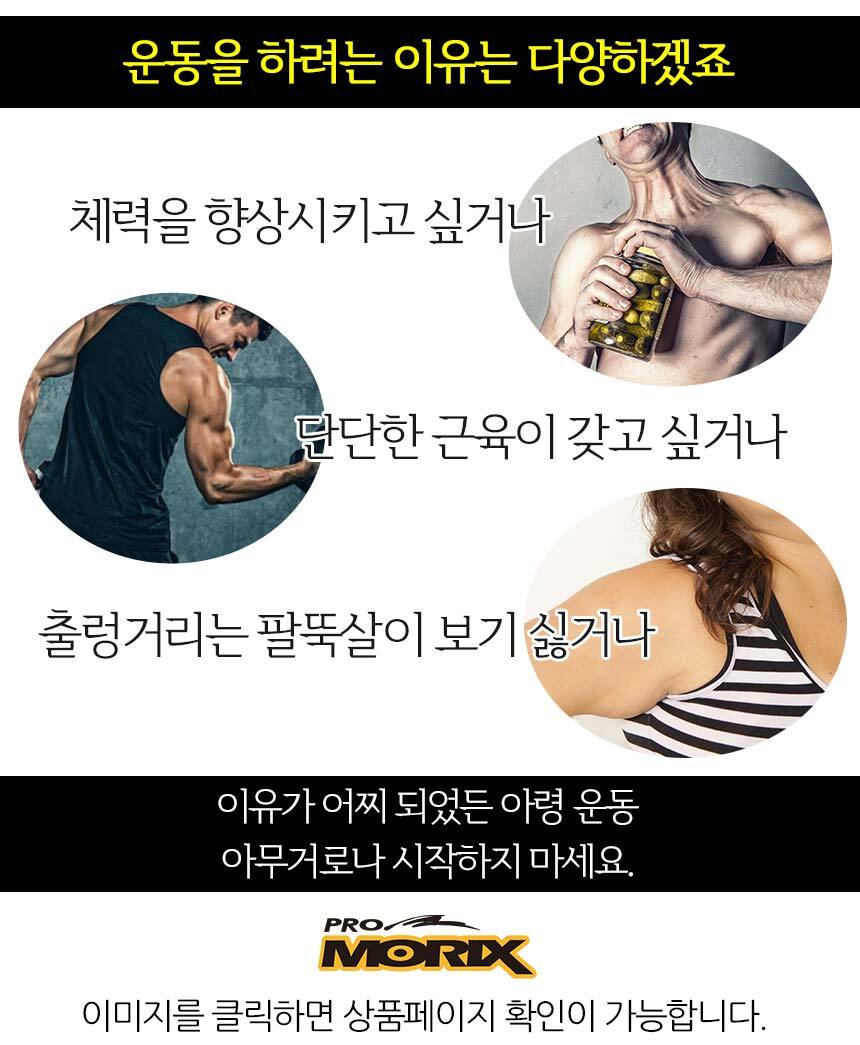 운동을 하려는 이유는 다양하겠죠
체력을 향상시키고 싶거나
단단한 근육이 갖고 싶거나
출렁거리는 팔뚝살이 보기 싫거나
이유가 어찌 되었든 아령 운동
아무거로나 시작하지 마세요.
PRO
MORIX
이미지를 클릭하면 상품페이지 확인이 가능합니다.